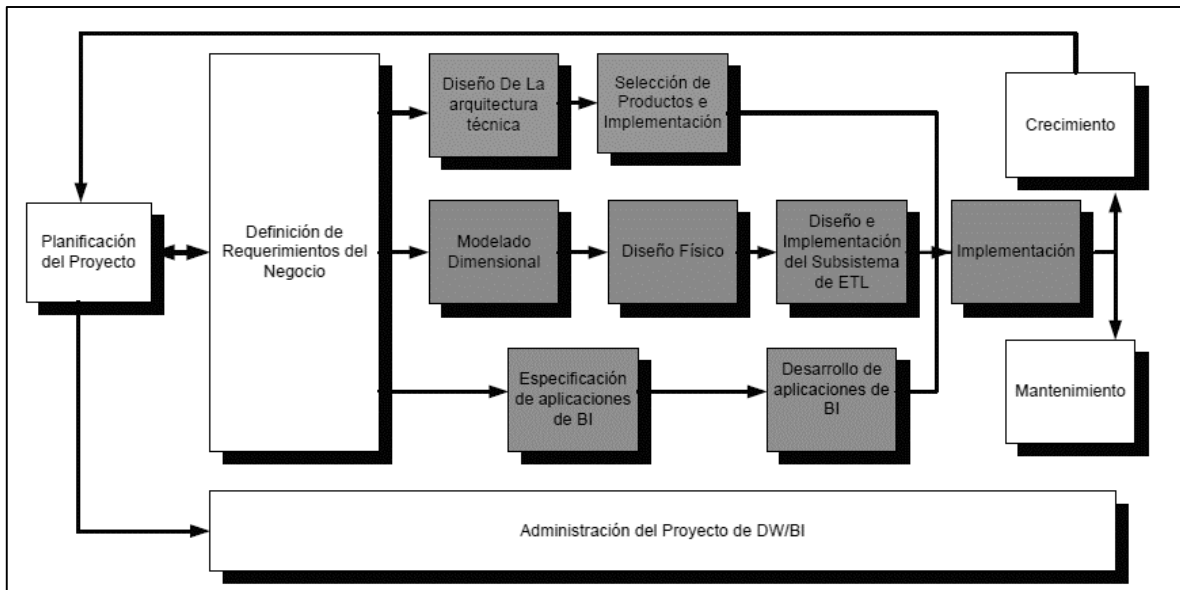 Planificación
del Proyecto
Definición de
Requerimientos del
Negocio
Diseño De La
arquitectura
técnica
Selección de
Productos e
Implementación
Modelado
Dimensional
Diseño Físico
Diseño e
Implementación
del Subsistema
de ETL
Especificación
de aplicaciones
de BI
Desarrollo de
aplicaciones de
BI
Implementación
Crecimiento
Mantenimiento
Administración del Proyecto de DW/BI